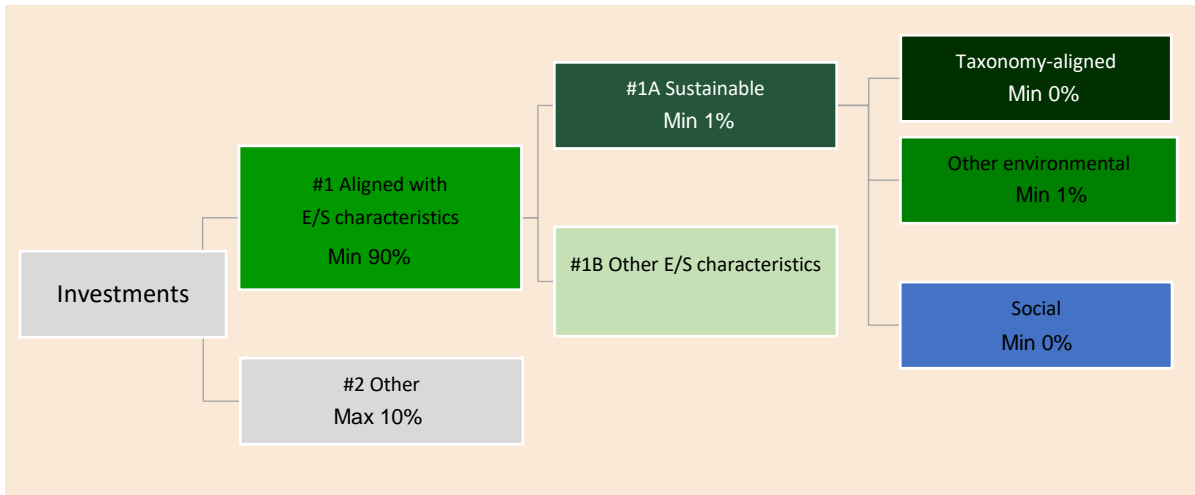 Investments
#1 Aligned with
E/S characteristics
Min 90%
#2 Other
Max 10%
#1A Sustainable
Min 1%
#1B Other E/S characteristics
Taxonomy-aligned
Min 0%
Other environmental
Min 1%
Social
Min 0%